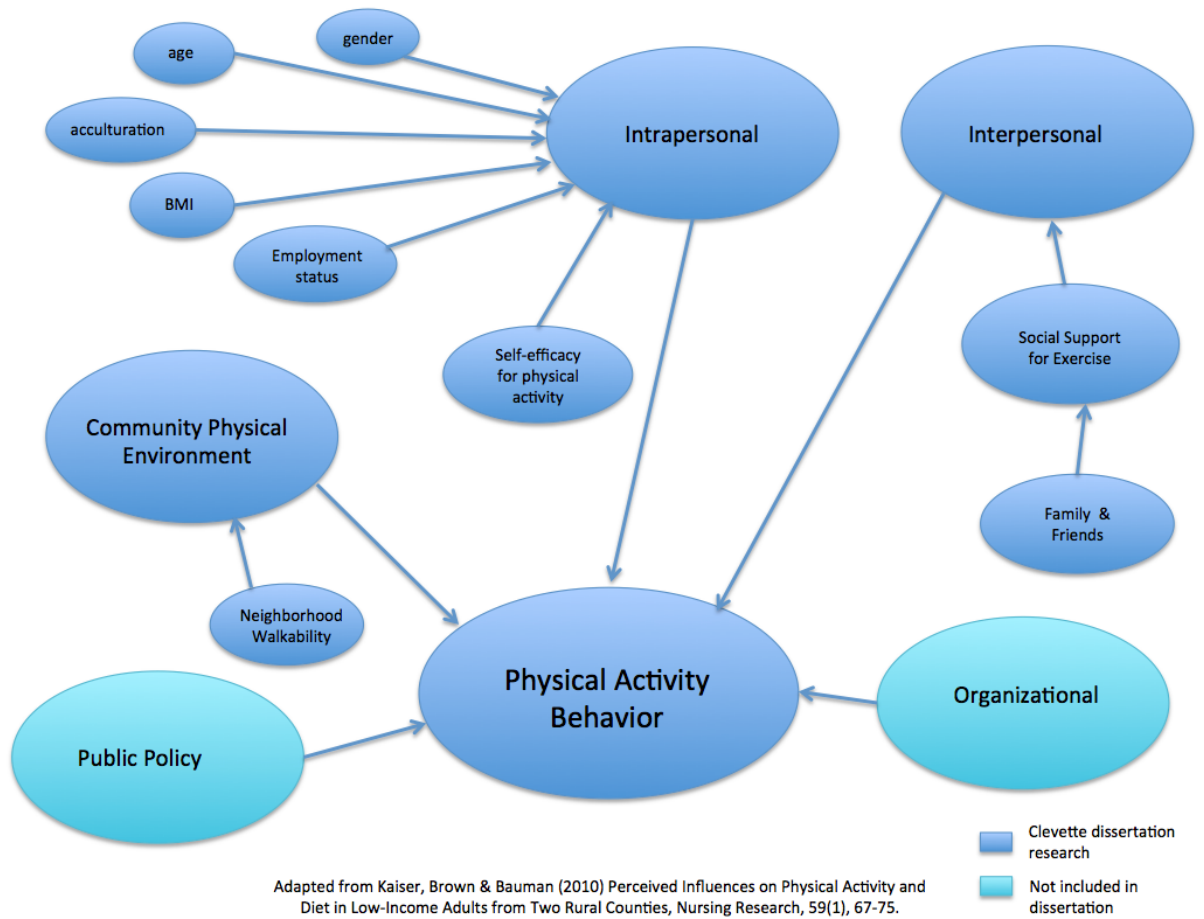 gender
age
acculturation
BMI
Employment
status
Intrapersonal
Interpersonal
Self-efficacy
for physical
activity
Social Support
for Exercise
Family &
Friends
Community Physical
Environment
Neighborhood
Walkability
Physical Activity
Behavior
Organizational
Public Policy
Clevette dissertation
research
Not included in
dissertation
Adapted from Kaiser, Brown & Bauman (2010) Perceived Influences on Physical Activity and
Diet in Low-Income Adults from Two Rural Counties, Nursing Research, 59(1), 67-75.